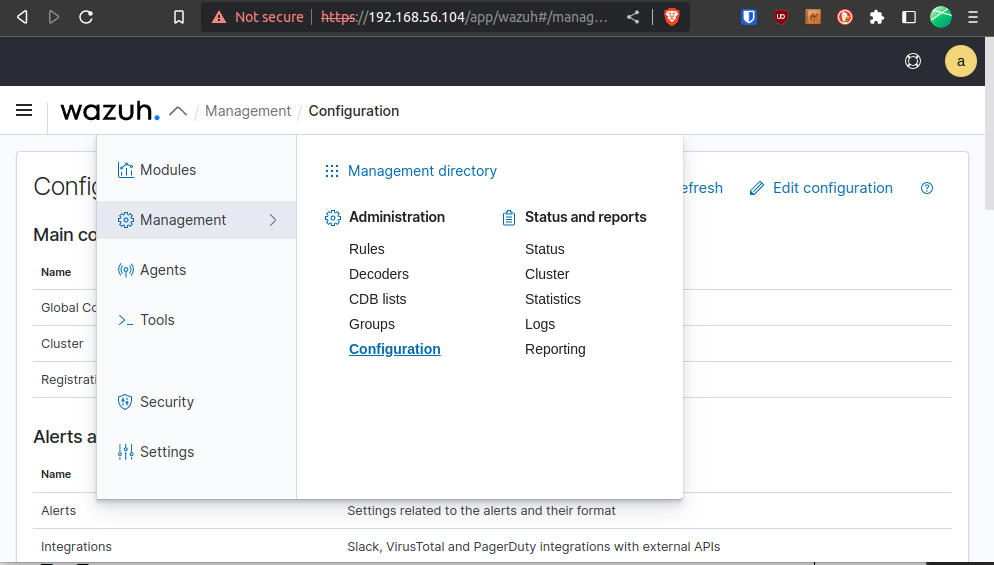 Not secure https://192.168.56.104/app/wazuh#/manag...
a
wazuh. / Management / Configuration
Modules
Management
Agents
Tools
Security
Settings
Management directory
Administration
Rules
Decoders
CDB lists
Groups
Configuration
Status and reports
Status
Cluster
Statistics
Logs
Reporting
Confi
efresh Edit configuration
Main co
Name
Global Co
Cluster
Registrati
Alerts a
Name
Alerts Settings related to the alerts and their format
Integrations Slack, VirusTotal and PagerDuty integrations with external APIs